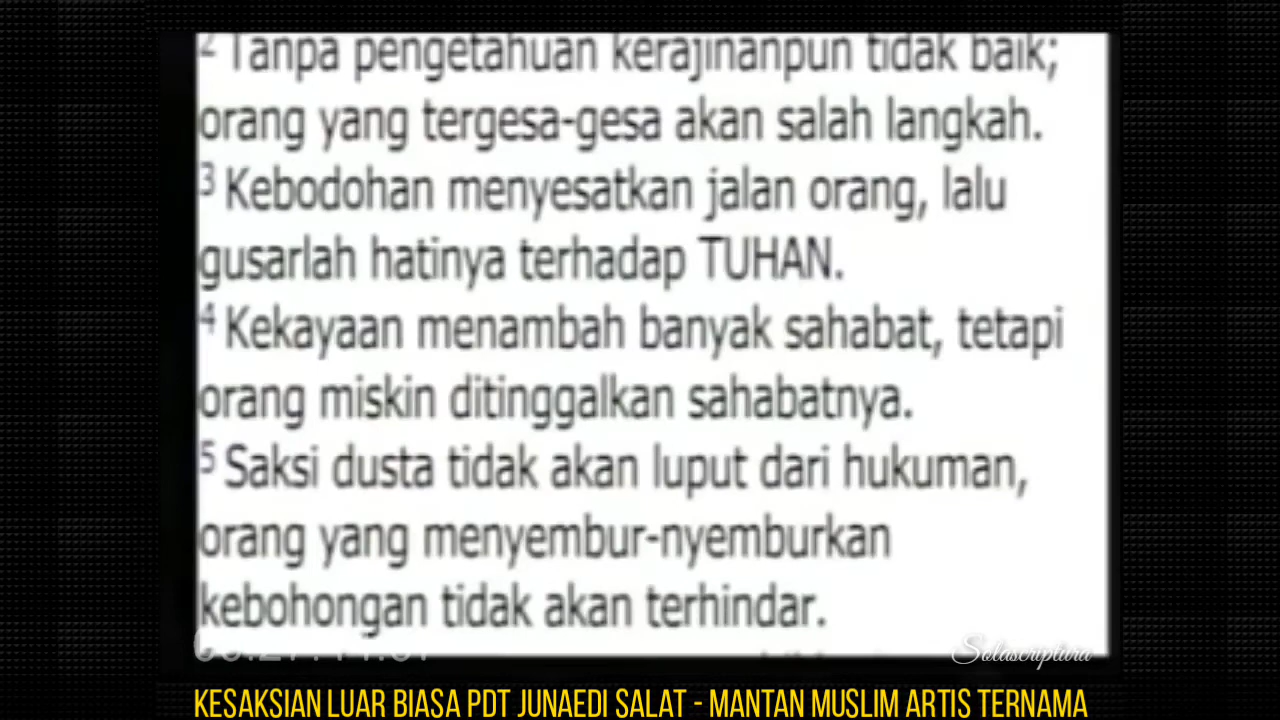 2 Tanpa pengetahuan kerajinanpun tidak baik;
orang yang tergesa-gesa akan salah langkah.
3 Kebodohan menyesatkan jalan orang, lalu
gusarlah hatinya terhadap TUHAN.
4 Kekayaan menambah banyak sahabat, tetapi
orang miskin ditinggalkan sahabatnya.
5 Saksi dusta tidak akan luput dari hukuman,
orang yang menyembur-nyemburkan
kebohongan tidak akan terhindar.
Solascriptura
KESAKSIAN LUAR BIASA PDT JUNAEDI SALAT - MANTAN MUSLIM ARTIS TERNAMA